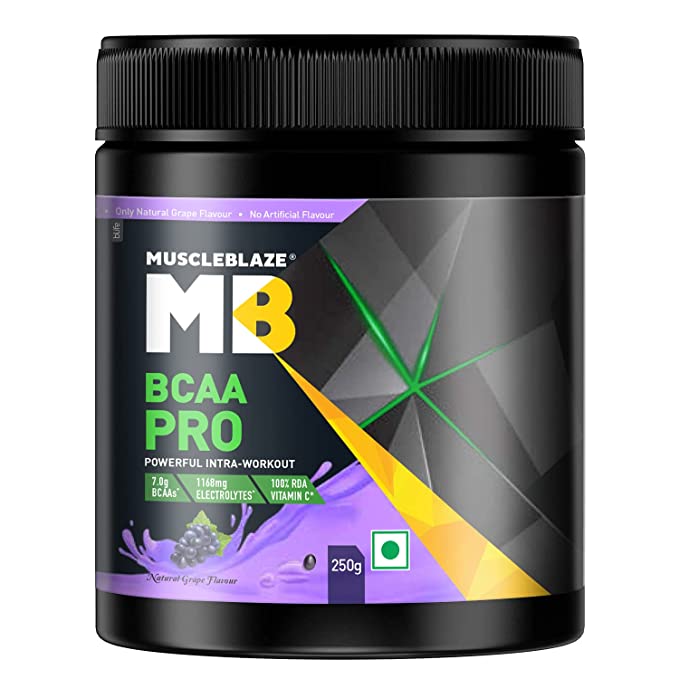 • Only Natural Grape Flavour • No Artificial Flavour
MUSCLEBLAZE®
MB
BCAA
PRO
POWERFUL INTRA-WORKOUT
7.0g
BCAAs*
1168mg
ELECTROLYTES*
100% RDA
VITAMIN C*
Natural Grape Flavour
250g